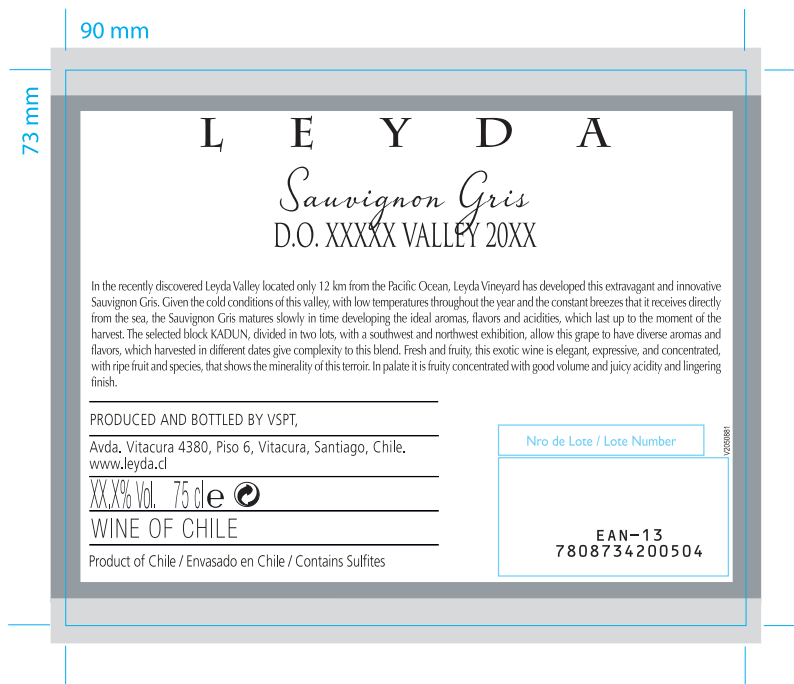 90 mm
73 mm
LEYDA
Sauvignon Gris
D.O. XXXXX VALLEY 20XX
In the recently discovered Leyda Valley located only 12 km from the Pacific Ocean, Leyda Vineyard has developed this extravagant and innovative
Sauvignon Gris. Given the cold conditions of this valley, with low temperatures throughout the year and the constant breezes that it receives directly
from the sea, the Sauvignon Gris matures slowly in time developing the ideal aromas, flavors and acidities, which last up to the moment of the
harvest. The selected block KADUN, divided in two lots, with a southwest and northwest exhibition, allow this grape to have diverse aromas and
flavors, which harvested in different dates give complexity to this blend. Fresh and fruity, this exotic wine is elegant, expressive, and concentrated,
with ripe fruit and species, that shows the minerality of this terroir. In palate it is fruity concentrated with good volume and juicy acidity and lingering
finish.
PRODUCED AND BOTTLED BY VSPT,
Avda. Vitacura 4380, Piso 6, Vitacura, Santiago, Chile.
www.leyda.cl
XX,X% Vol. 75 cl e
WINE OF CHILE
Product of Chile / Envasado en Chile / Contains Sulfites
Nro de Lote / Lote Number
V2050881
EAN-13
7808734200504